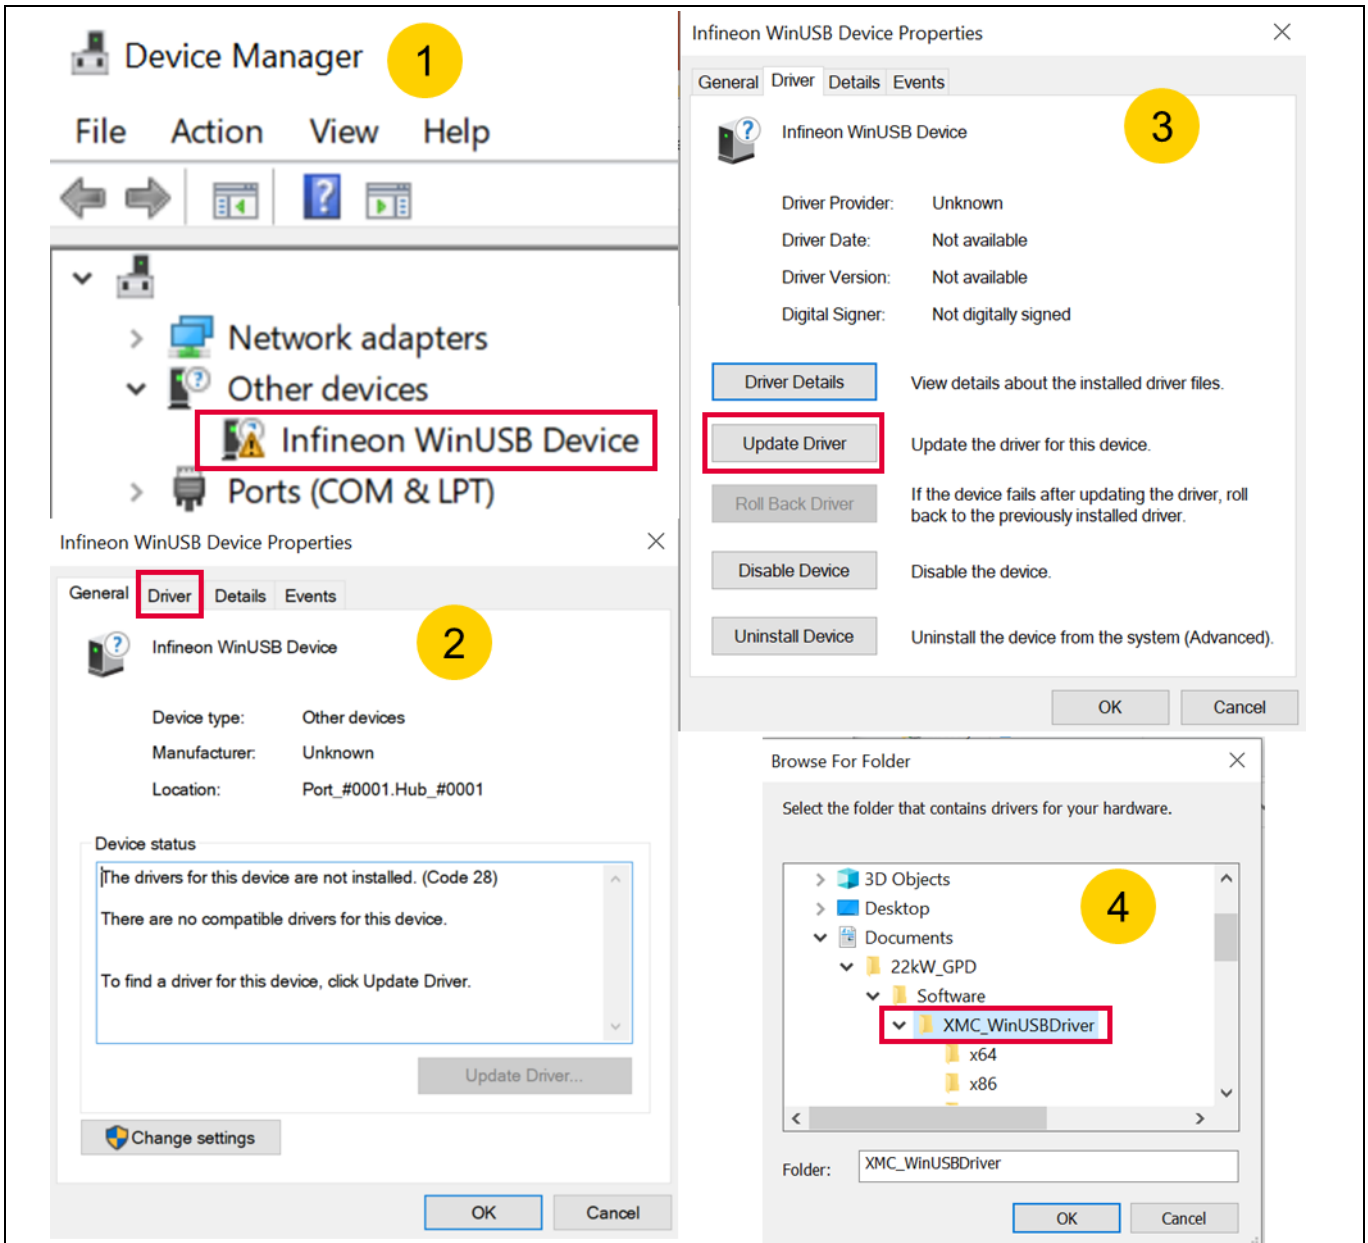 Device Manager
1
File Action View Help
Network adapters
Other devices
Infineon WinUSB Device
Ports (COM & LPT)
Infineon WinUSB Device Properties
General Driver Details Events
2
Infineon WinUSB Device
Device type: Other devices
Manufacturer: Unknown
Location: Port_#0001.Hub_#0001
Device status
The drivers for this device are not installed. (Code 28)
There are no compatible drivers for this device.
To find a driver for this device, click Update Driver.
Update Driver...
Change settings
OK Cancel
Infineon WinUSB Device Properties
General Driver Details Events
3
Infineon WinUSB Device
Driver Provider: Unknown
Driver Date: Not available
Driver Version: Not available
Digital Signer: Not digitally signed
Driver Details View details about the installed driver files.
Update Driver Update the driver for this device.
Roll Back Driver If the device fails after updating the driver, roll
back to the previously installed driver.
Disable Device Disable the device.
Uninstall Device Uninstall the device from the system (Advanced).
OK Cancel
Browse For Folder
Select the folder that contains drivers for your hardware.
4
3D Objects
Desktop
Documents
22kW_GPD
Software
XMC_WinUSBDriver
x64
x86
Folder: XMC_WinUSBDriver
OK Cancel